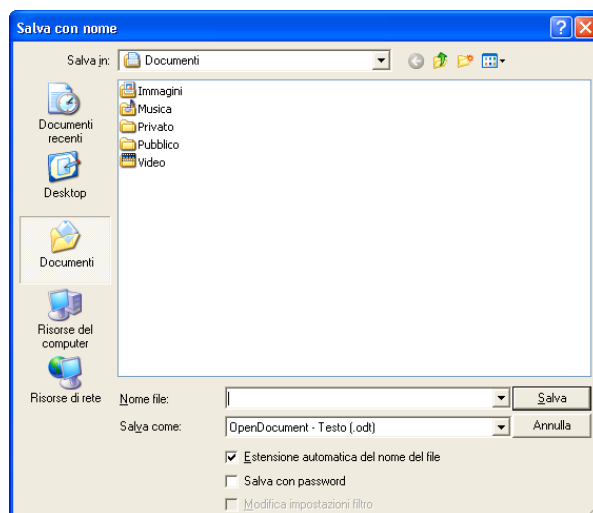 Salva con nome
Salva in:
Documenti
Immagini
Musica
Privato
Pubblico
Video
Documenti
recenti
Desktop
Documenti
Risorse del
computer
Risorse di rete
Nome file:
Salva
Salva come:
OpenDocument - Testo (.odt)
Annulla
Estensione automatica del nome del file
Salva con password
Modifica impostazioni filtro